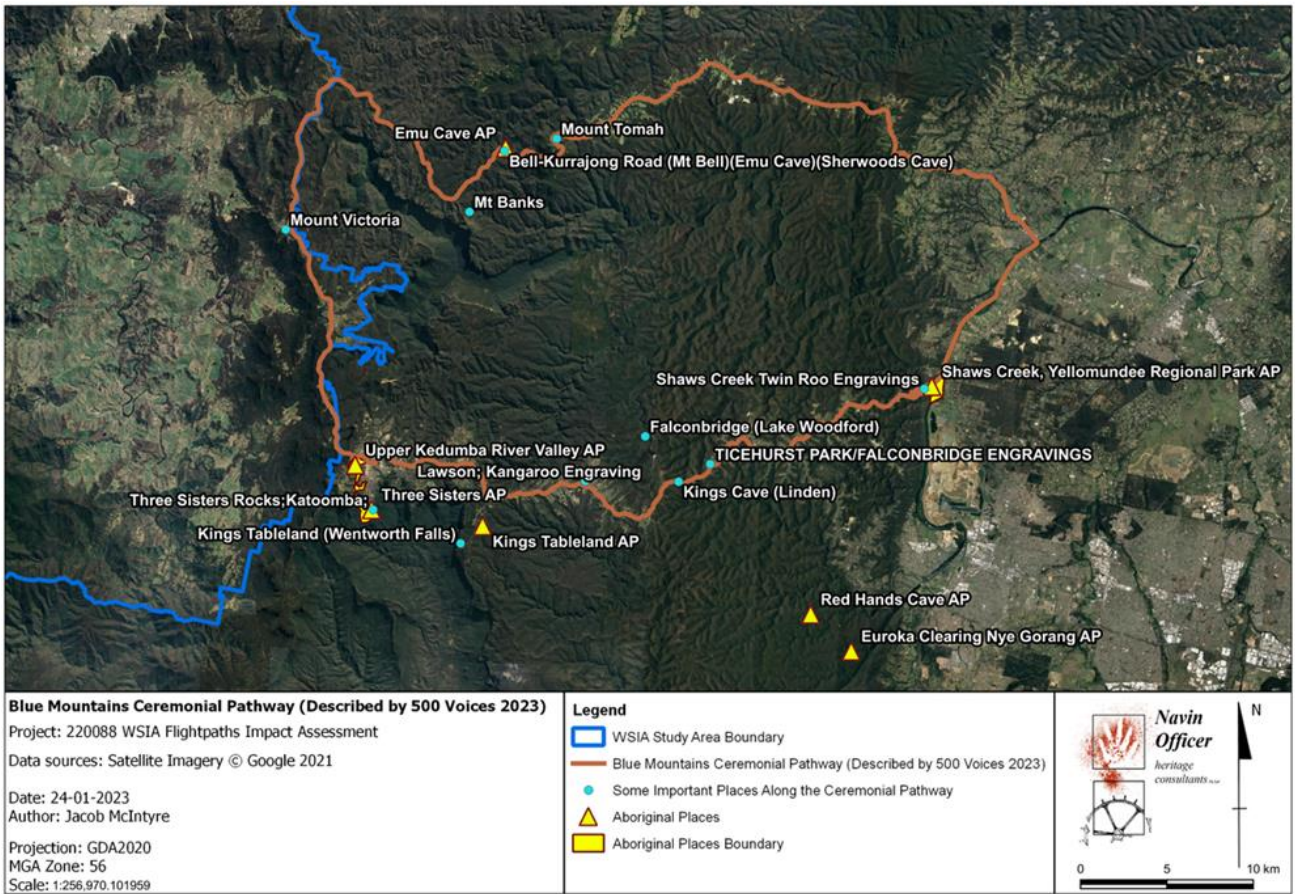 Emu Cave AP
Mount Tomah
Bell-Kurrajong Road (Mt Bell)(Emu Cave)(Sherwoods Cave)
Mt Banks
Mount Victoria
Shaws Creek Twin Roo Engravings
Shaws Creek, Yellomundee Regional Park AP
Falconbridge (Lake Woodford)
Upper Kedumba River Valley AP
TICEHURST PARK/FALCONBRIDGE ENGRAVINGS
Lawson; Kangaroo Engraving
Three Sisters Rocks;Katoomba;
Three Sisters AP
Kings Cave (Linden)
Kings Tableland (Wentworth Falls)
Kings Tableland AP
Red Hands Cave AP
Euroka Clearing Nye Gorang AP
Blue Mountains Ceremonial Pathway (Described by 500 Voices 2023)
Project: 220088 WSIA Flightpaths Impact Assessment
Data sources: Satellite Imagery © Google 2021
Date: 24-01-2023
Author: Jacob McIntyre
Projection: GDA2020
MGA Zone: 56
Scale: 1:256,970.101959
Legend
WSIA Study Area Boundary
Blue Mountains Ceremonial Pathway (Described by 500 Voices 2023)
Some Important Places Along the Ceremonial Pathway
Aboriginal Places
Aboriginal Places Boundary
Navin
Officer
heritage
consultants
N
0 5 10 km